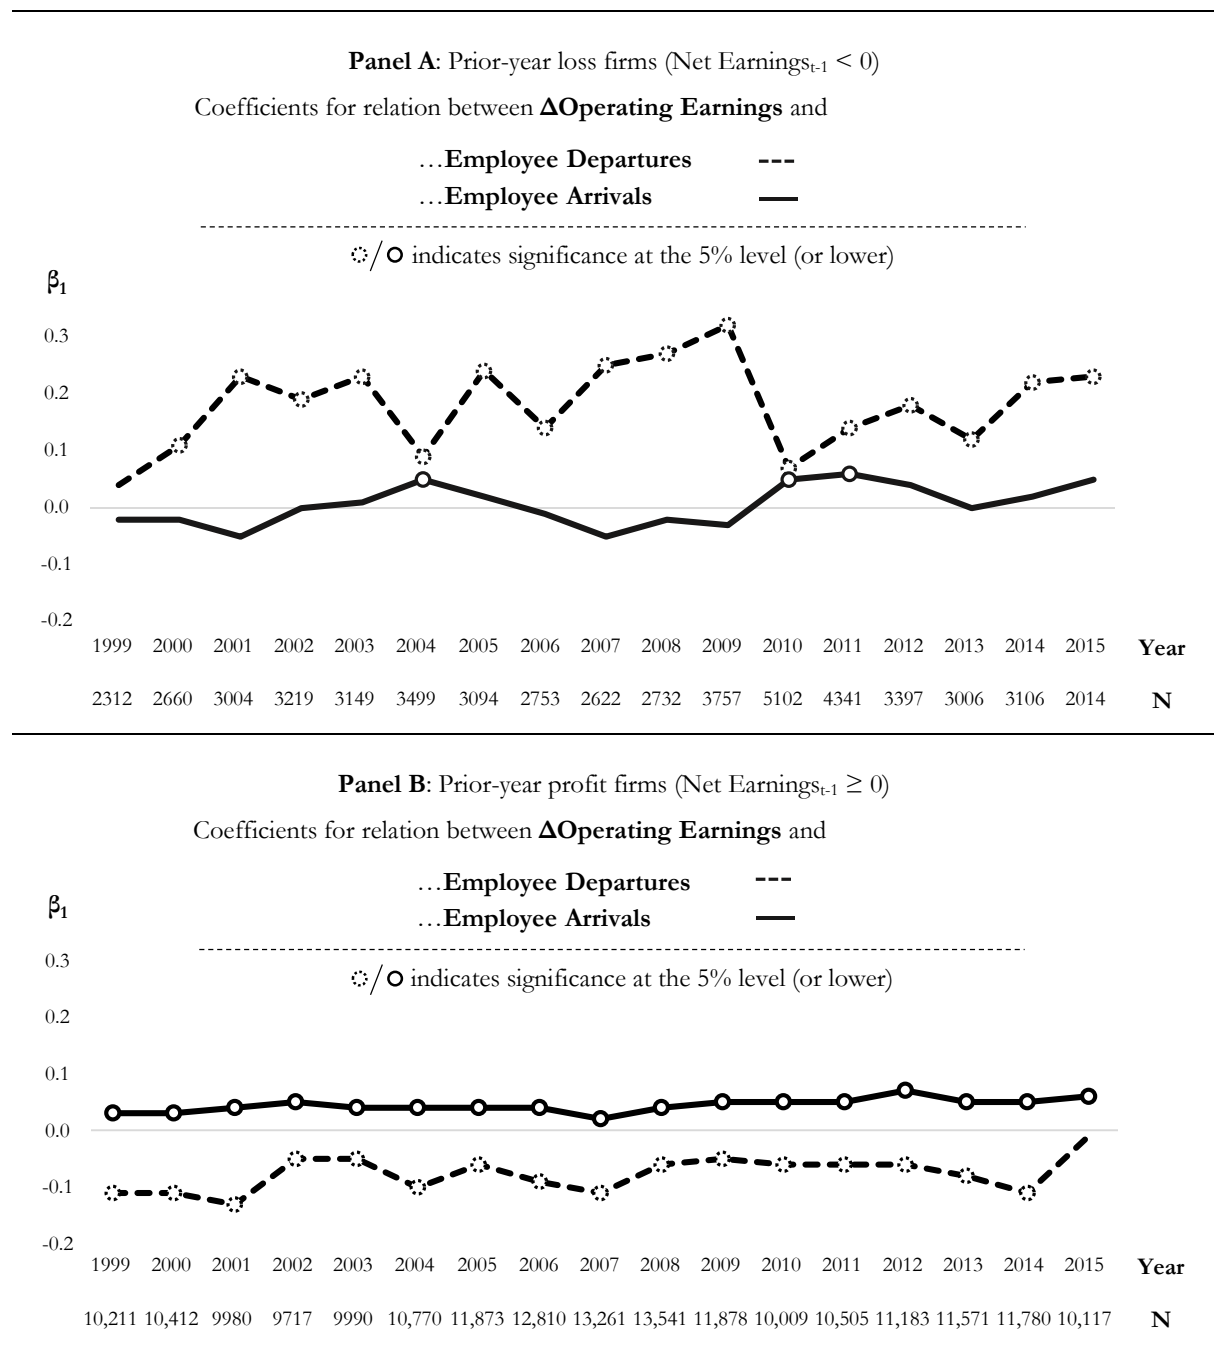 Panel A: Prior-year loss firms (Net Earningst-1 < 0)
Coefficients for relation between ΔOperating Earnings and
…Employee Departures
…Employee Arrivals
/ indicates significance at the 5% level (or lower)
β1
0.3
0.2
0.1
0.0
-0.1
-0.2
1999 2000 2001 2002 2003 2004 2005 2006 2007 2008 2009 2010 2011 2012 2013 2014 2015 Year
2312 2660 3004 3219 3149 3499 3094 2753 2622 2732 3757 5102 4341 3397 3006 3106 2014 N
Panel B: Prior-year profit firms (Net Earningst-1 ≥ 0)
Coefficients for relation between ΔOperating Earnings and
…Employee Departures
…Employee Arrivals
β1
/ indicates significance at the 5% level (or lower)
0.3
0.2
0.1
0.0
-0.1
-0.2
1999 2000 2001 2002 2003 2004 2005 2006 2007 2008 2009 2010 2011 2012 2013 2014 2015 Year
10,211 10,412 9980 9717 9990 10,770 11,873 12,810 13,261 13,541 11,878 10,009 10,505 11,183 11,571 11,780 10,117 N